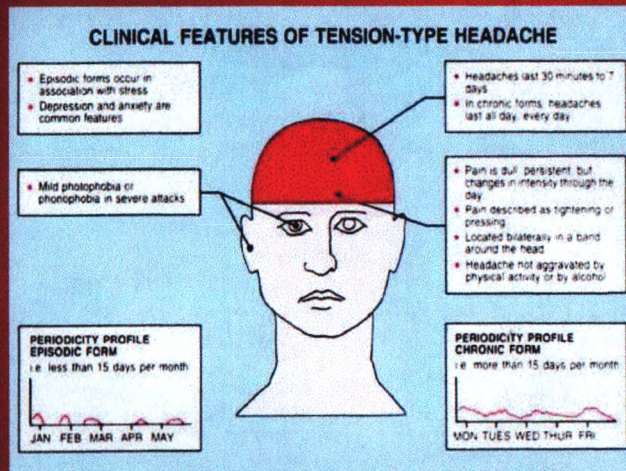 CLINICAL FEATURES OF TENSION-TYPE HEADACHE
Episodic forms occur in
association with stress
Depression and anxiety are
common features
Mild photophobia or
phonophobia in severe attacks
Headaches last 30 minutes to 7
days
In chronic forms, headaches
last all day, every day
Pain is dull, persistent, but
changes in intensity through the
day
Pain described as tightening or
pressing
Located bilaterally in a band
around the head
Headache not aggravated by
physical activity or by alcohol
PERIODICITY PROFILE
EPISODIC FORM
i.e. less than 15 days per month
JAN FEB MAR APR MAY
PERIODICITY PROFILE
CHRONIC FORM
i.e. more than 15 days per month
MON TUES WED THUR FRI